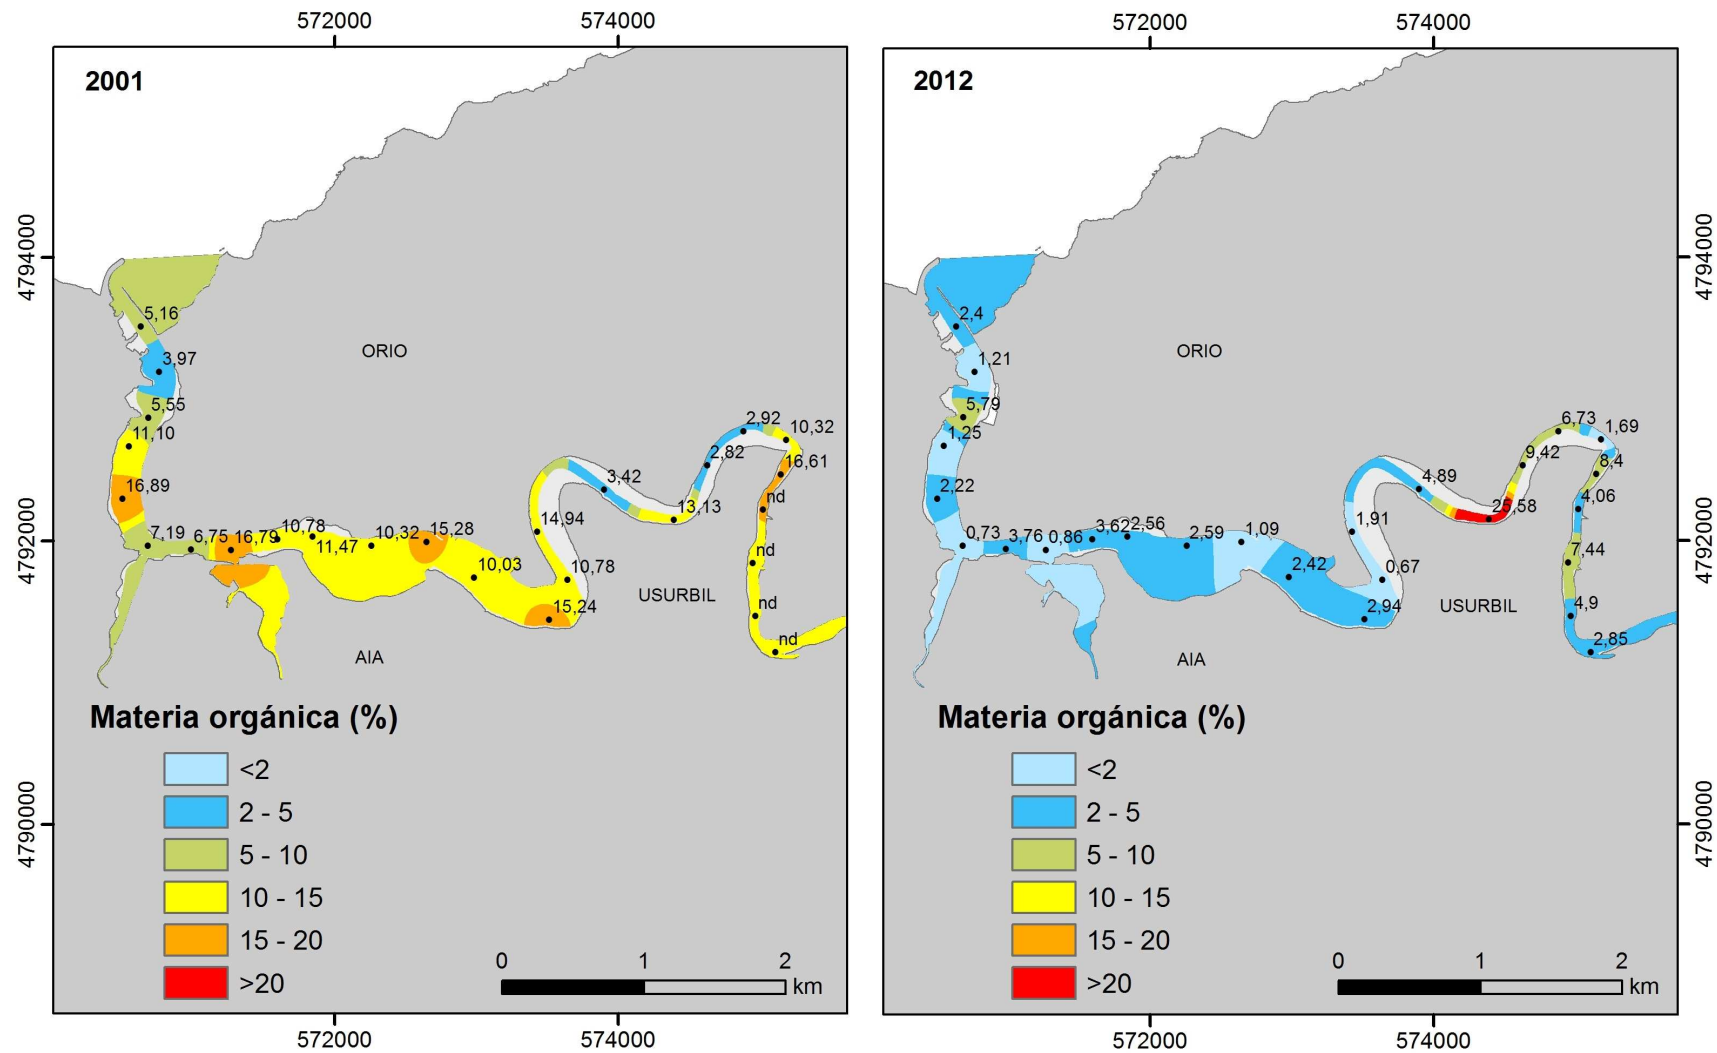 572000
574000
572000
574000
2001
2012
4794000
4794000
5,16
3,97
5,55
11,10
16,89
7,19
6,75
16,79
10,78
11,47
10,32
15,28
10,03
15,24
10,78
14,94
3,42
13,13
2,82
2,92
10,32
16,61
nd
nd
nd
nd
ORIO
USURBIL
AIA
2,4
1,21
5,79
1,25
2,22
0,73
3,76
0,86
3,62
2,56
2,59
1,09
2,42
2,94
0,67
1,91
4,89
25,58
9,42
6,73
1,69
8,4
4,06
7,44
4,9
2,85
ORIO
USURBIL
AIA
4792000
4792000
Materia orgánica (%)
<2
2 - 5
5 - 10
10 - 15
15 - 20
>20
0 1 2
km
Materia orgánica (%)
<2
2 - 5
5 - 10
10 - 15
15 - 20
>20
0 1 2
km
4790000
4790000
572000
574000
572000
574000